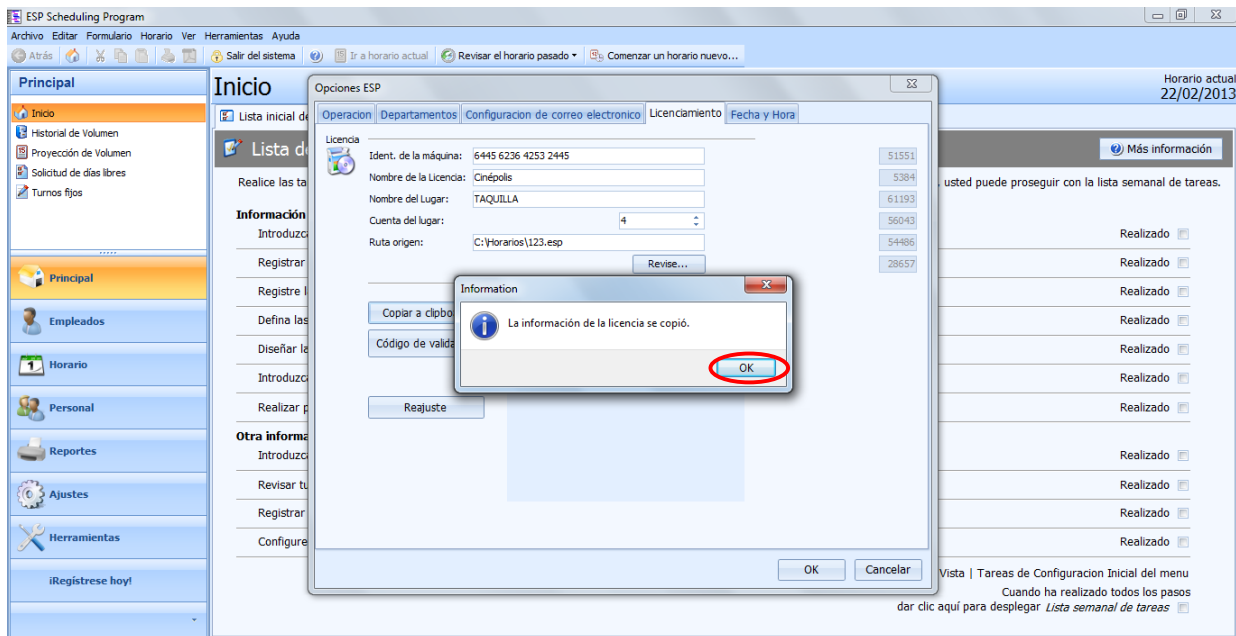 ESP Scheduling Program
Archivo Editar Formulario Horario Ver Herramientas Ayuda
Atrás Salir del sistema Ir a horario actual Revisar el horario pasado Comenzar un horario nuevo...
Principal
Inicio
Historial de Volumen
Proyección de Volumen
Solicitud de días libres
Turnos fijos
Principal
Empleados
Horario
Personal
Reportes
Ajustes
Herramientas
¡Regístrese hoy!
Inicio
Horario actual
22/02/2013
Lista inicial de
Lista d
Más información
Realice las ta
, usted puede proseguir con la lista semanal de tareas.
Información
Introduzca
Realizado
Registrar
Realizado
Registre l
Realizado
Defina las
Realizado
Diseñar la
Realizado
Introduzc
Realizado
Realizar p
Realizado
Otra informa
Introduzca
Realizado
Revisar tu
Realizado
Registrar
Realizado
Configure
Realizado
Vista | Tareas de Configuracion Inicial del menu
Cuando ha realizado todos los pasos
dar clic aquí para desplegar Lista semanal de tareas
Opciones ESP
Operacion Departamentos Configuracion de correo electronico Licenciamiento Fecha y Hora
Licencia
Ident. de la máquina: 6445 6236 4253 2445 51551
Nombre de la Licencia: Cinépolis 5384
Nombre del Lugar: TAQUILLA 61193
Cuenta del lugar: 4 56043
Ruta origen: C:\Horarios\123.esp 54486
Revise... 28657
Copiar a clipbo
Código de valida
Reajuste
OK Cancelar
Information
La información de la licencia se copió.
OK